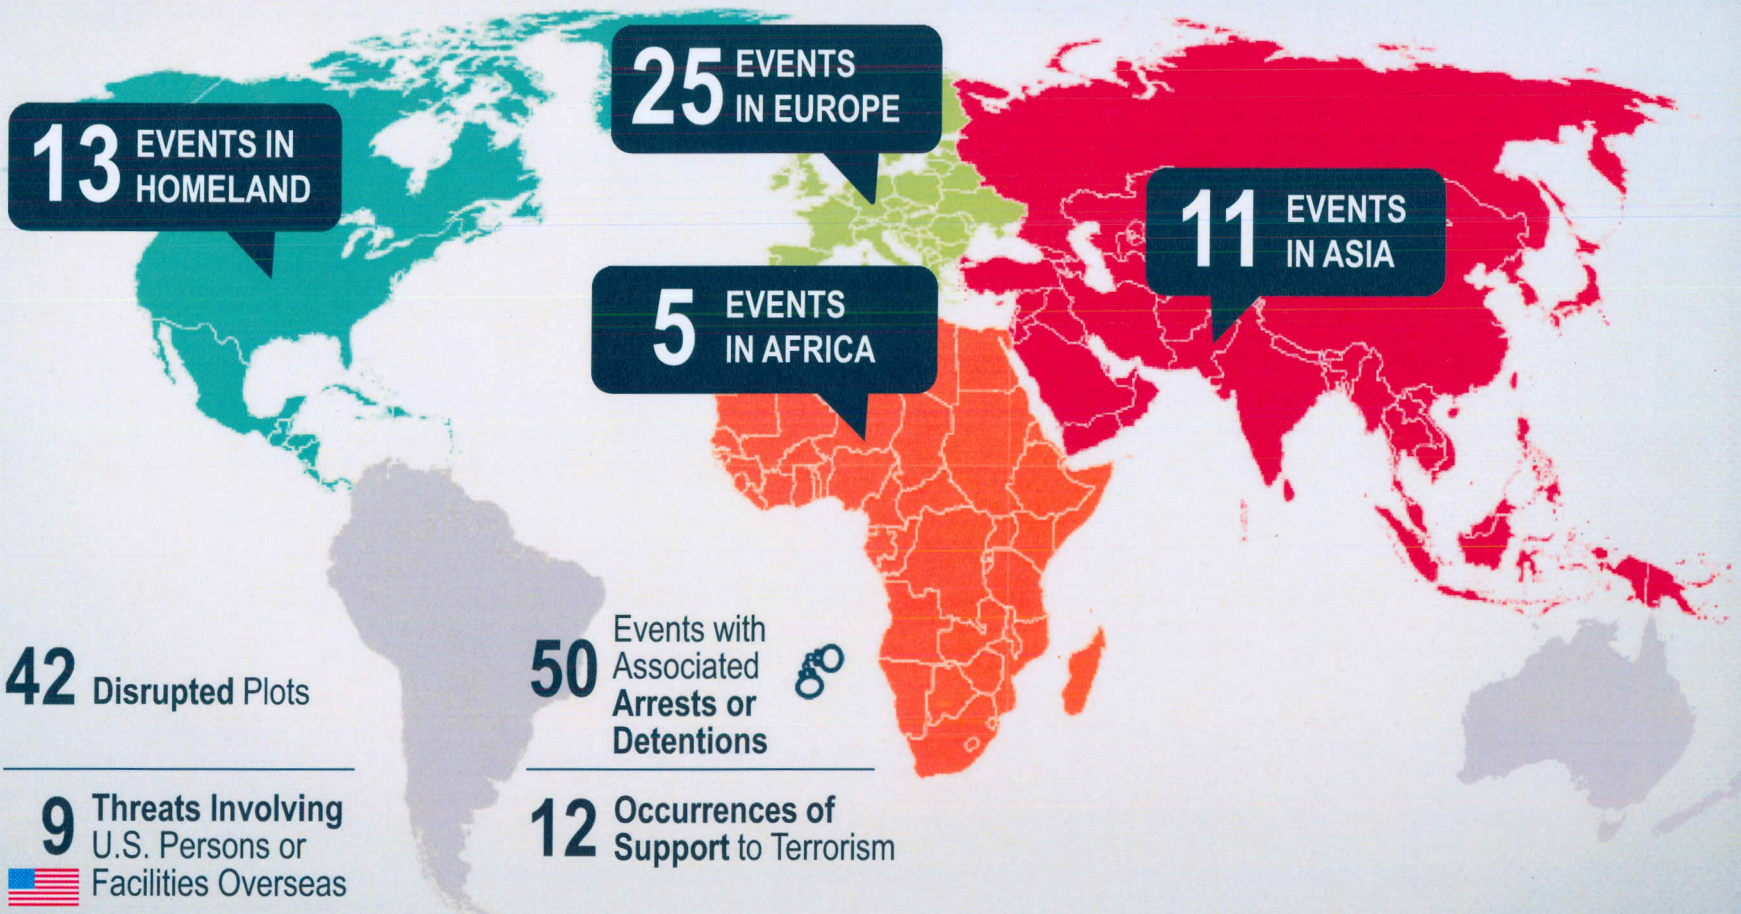 25 EVENTS
IN EUROPE
13 EVENTS IN
HOMELAND
11 EVENTS
IN ASIA
5 EVENTS
IN AFRICA
42 Disrupted Plots
50 Events with
Associated
Arrests or
Detentions
9 Threats Involving
U.S. Persons or
Facilities Overseas
12 Occurrences of
Support to Terrorism